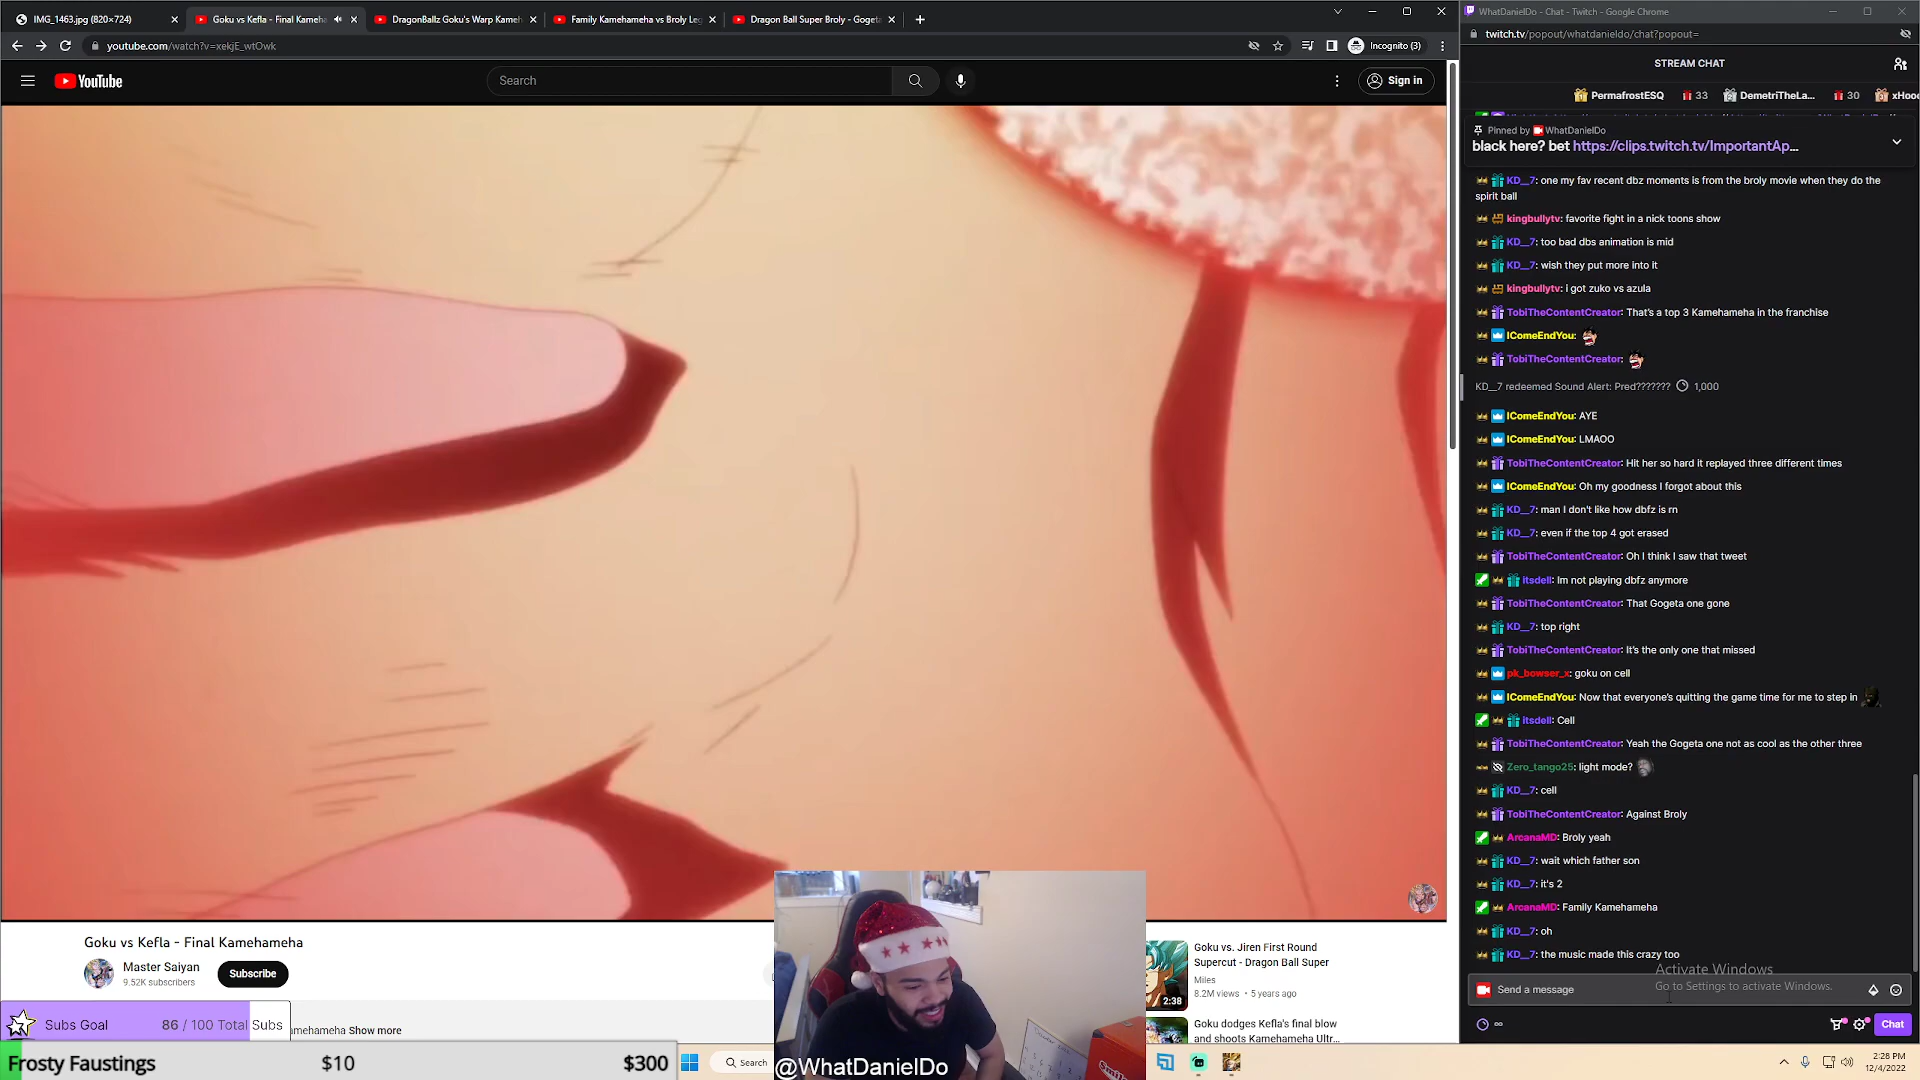 IMG_1463.jpg (820×724)
Goku vs Kefla - Final Kameha
DragonBallz Goku's Warp Kameh
Family Kamehameha vs Broly Leg
Dragon Ball Super Broly - Gogeta
youtube.com/watch?v=xekjE_wtOwk
Incognito (3)
YouTube
Search
Sign in
Goku vs Kefla - Final Kamehameha
Master Saiyan
9.52K subscribers
Subscribe
Goku vs. Jiren First Round
Supercut - Dragon Ball Super
Miles
8.2M views • 5 years ago
2:38
Goku dodges Kefla's final blow
and shoots Kamehameha Ultr...
Subs Goal 86 / 100 Total Subs
amehameha Show more
Frosty Faustings $10 $300
Search
@WhatDanielDo
WhatDanielDo - Chat - Twitch - Google Chrome
twitch.tv/popout/whatdanieldo/chat?popout=
STREAM CHAT
PermafrostESQ 33 DemetriTheLa... 30 xHooc
Pinned by WhatDanielDo
black here? bet https://clips.twitch.tv/ImportantAp...
KD__7: one my fav recent dbz moments is from the broly movie when they do the
spirit ball
kingbullytv: favorite fight in a nick toons show
KD__7: too bad dbs animation is mid
KD__7: wish they put more into it
kingbullytv: i got zuko vs azula
TobiTheContentCreator: That's a top 3 Kamehameha in the franchise
IComeEndYou:
TobiTheContentCreator:
KD__7 redeemed Sound Alert: Pred??????? 1,000
IComeEndYou: AYE
IComeEndYou: LMAOO
TobiTheContentCreator: Hit her so hard it replayed three different times
IComeEndYou: Oh my goodness I forgot about this
KD__7: man I don't like how dbfz is rn
KD__7: even if the top 4 got erased
TobiTheContentCreator: Oh I think I saw that tweet
itsdell: Im not playing dbfz anymore
TobiTheContentCreator: That Gogeta one gone
KD__7: top right
TobiTheContentCreator: It's the only one that missed
pk_bowser_x: goku on cell
IComeEndYou: Now that everyone's quitting the game time for me to step in
itsdell: Cell
TobiTheContentCreator: Yeah the Gogeta one not as cool as the other three
Zero_tango25: light mode?
KD__7: cell
TobiTheContentCreator: Against Broly
ArcanaMD: Broly yeah
KD__7: wait which father son
KD__7: it's 2
ArcanaMD: Family Kamehameha
KD__7: oh
KD__7: the music made this crazy too
Activate Windows
Go to Settings to activate Windows.
Send a message
Chat
2:28 PM
12/4/2022